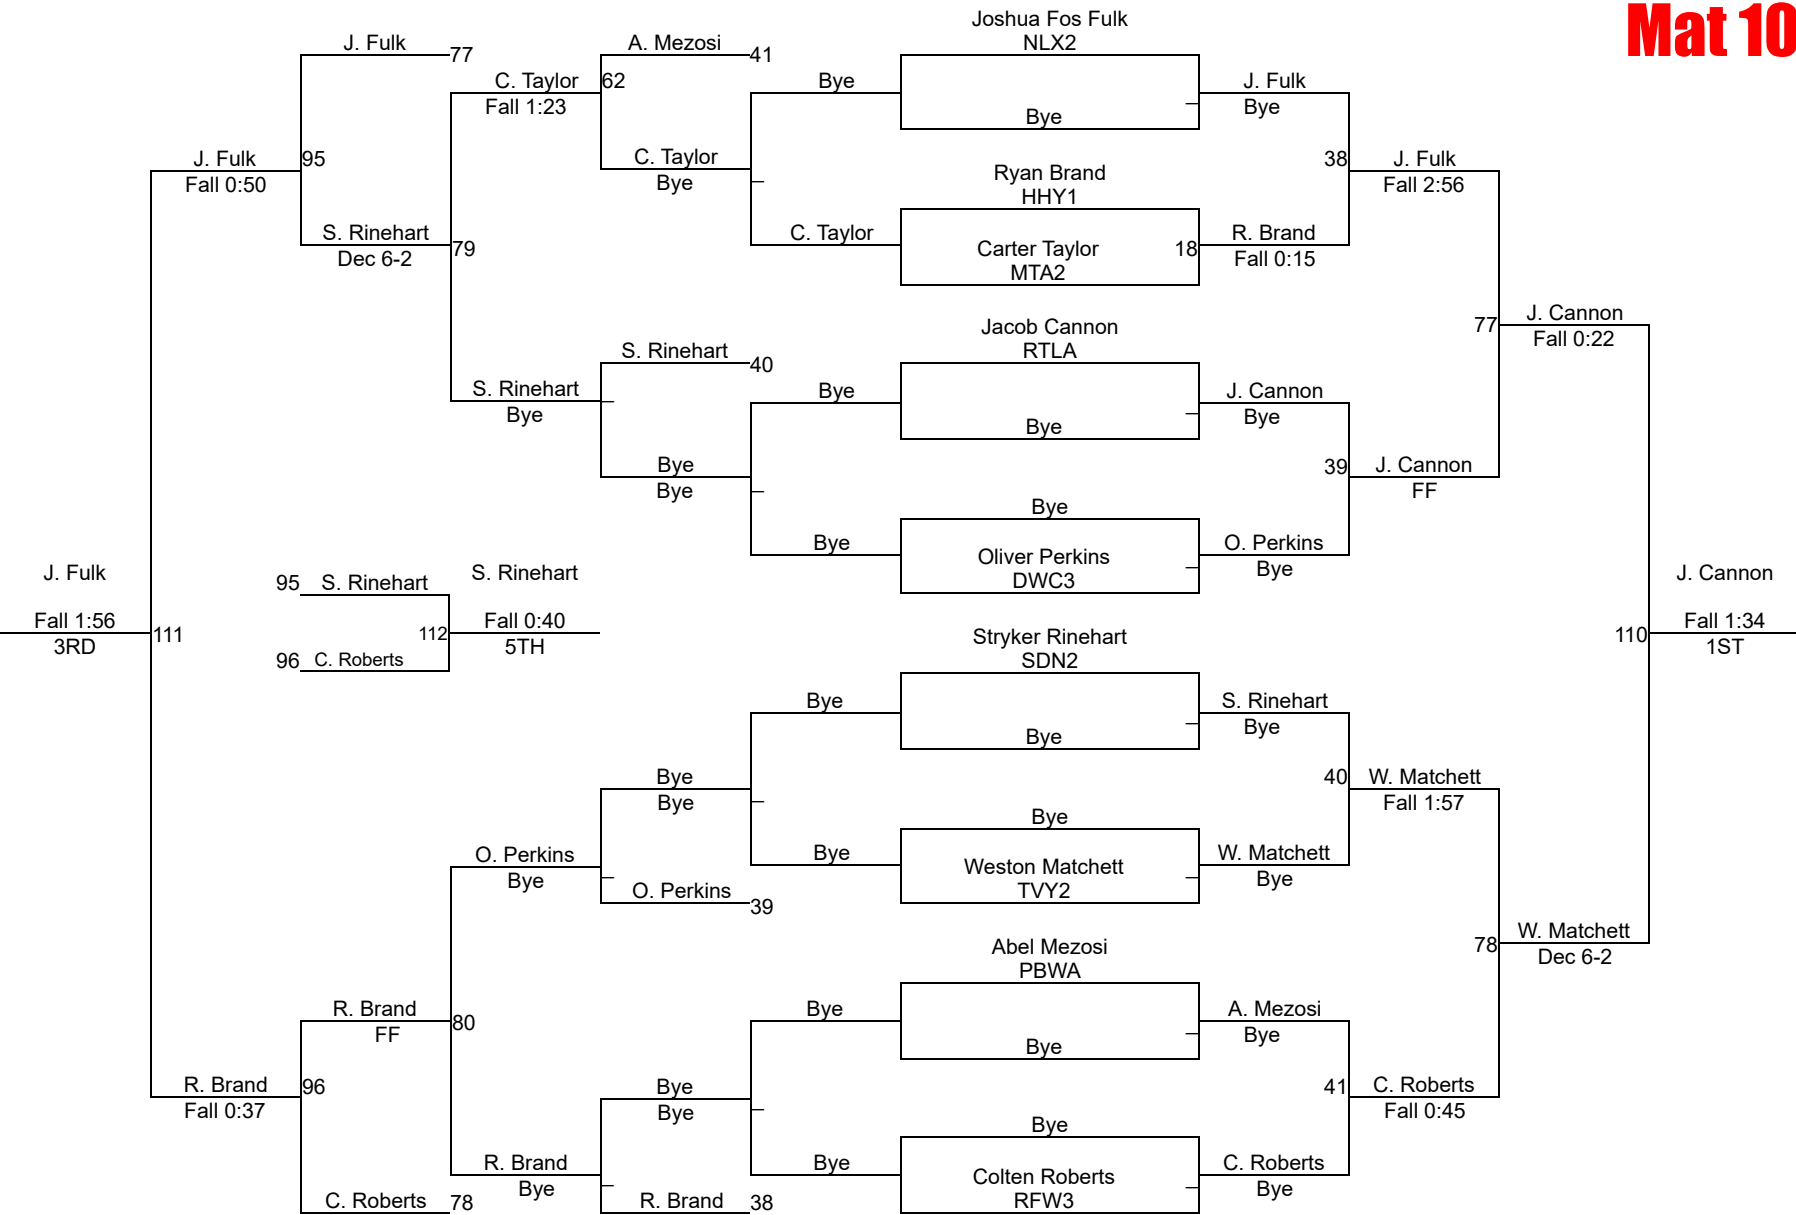 Mat 10
Joshua Fos Fulk
NLX2
J. Fulk
77
A. Mezosi
41
C. Taylor
62
Fall 1:23
Bye
J. Fulk
Bye
Bye
J. Fulk
95
Fall 0:50
C. Taylor
Bye
Ryan Brand
HHY1
38
J. Fulk
Fall 2:56
S. Rinehart
Dec 6-2
79
C. Taylor
Carter Taylor
MTA2
18
R. Brand
Fall 0:15
Jacob Cannon
RTLA
77
J. Cannon
Fall 0:22
S. Rinehart
40
S. Rinehart
Bye
Bye
J. Cannon
Bye
Bye
Bye
Bye
39
J. Cannon
FF
Bye
Bye
Oliver Perkins
DWC3
O. Perkins
Bye
J. Fulk
Fall 1:56
3RD
111
95
S. Rinehart
96
C. Roberts
112
S. Rinehart
Fall 0:40
5TH
110
J. Cannon
Fall 1:34
1ST
Stryker Rinehart
SDN2
Bye
Bye
S. Rinehart
Bye
Bye
Bye
40
W. Matchett
Fall 1:57
Bye
O. Perkins
Bye
Bye
Weston Matchett
TVY2
W. Matchett
Bye
O. Perkins
39
Abel Mezosi
PBWA
78
W. Matchett
Dec 6-2
R. Brand
FF
80
Bye
Bye
A. Mezosi
Bye
R. Brand
96
Fall 0:37
Bye
Bye
41
C. Roberts
Fall 0:45
Bye
R. Brand
Bye
Bye
Colten Roberts
RFW3
C. Roberts
Bye
C. Roberts
78
R. Brand
38